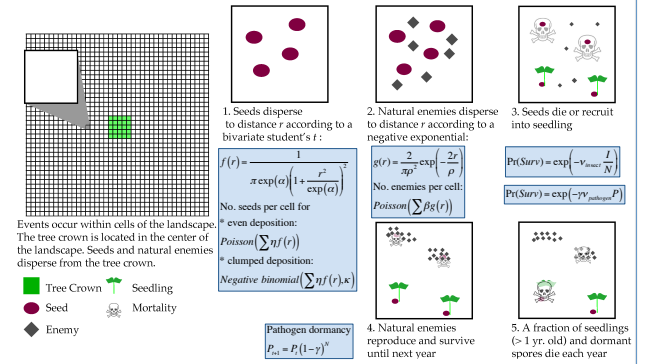 1. Seeds disperse
to distance r according to a
bivariate student's t :
f(r) = 1 / (π exp(α)(1 + r² / exp(α))²)
No. seeds per cell for
* even deposition:
Poisson(∑ηf(r))
* clumped deposition:
Negative binomial(∑ηf(r),κ)
2. Natural enemies disperse
to distance r according to a
negative exponential:
g(r) = 2 / πρ² exp(−2r / ρ)
No. enemies per cell:
Poisson(∑βg(r))
3. Seeds die or recruit
into seedling
Pr(Surv) = exp(−ν_insect I / N)
Pr(Surv) = exp(−γν_pathogen P)
Events occur within cells of the landscape.
The tree crown is located in the center of
the landscape. Seeds and natural enemies
disperse from the tree crown.
Tree Crown
Seedling
Seed
Mortality
Enemy
Pathogen dormancy
P_t+1 = P_t(1−γ)^N
4. Natural enemies
reproduce and survive
until next year
5. A fraction of seedlings
(> 1 yr. old) and dormant
spores die each year